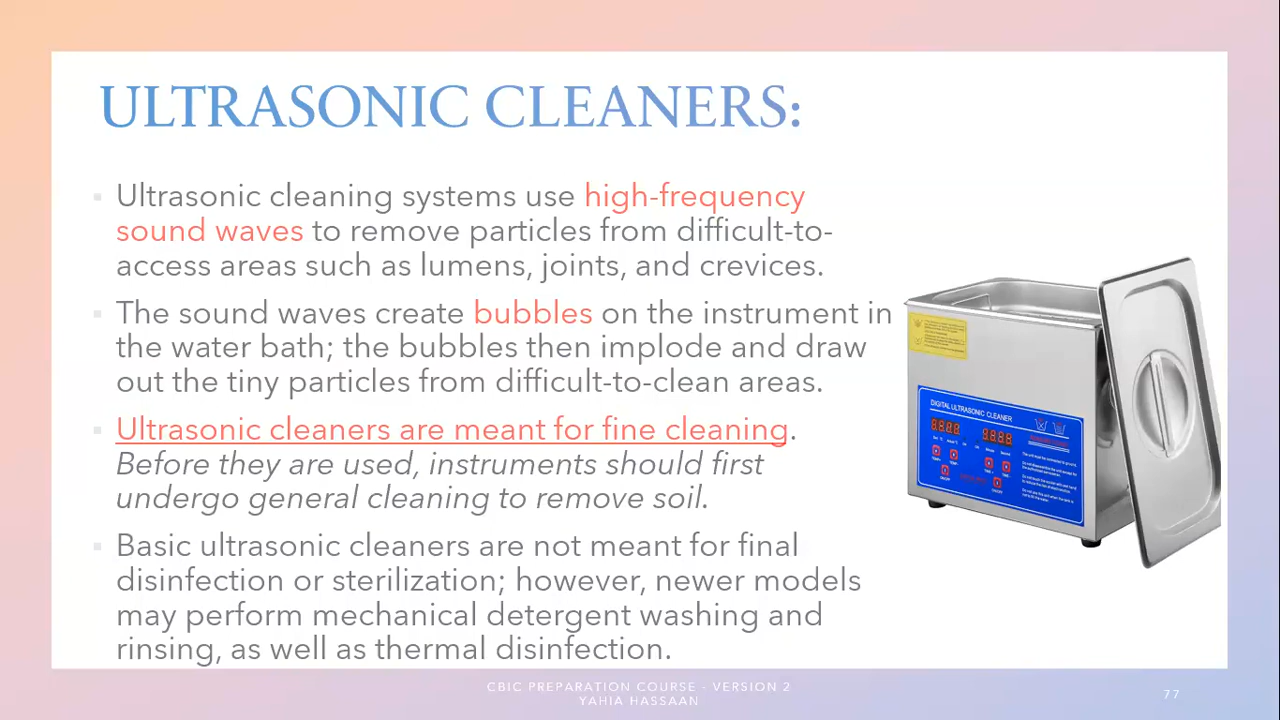 ULTRASONIC CLEANERS:
Ultrasonic cleaning systems use high-frequency
sound waves to remove particles from difficult-to-
access areas such as lumens, joints, and crevices.
The sound waves create bubbles on the instrument in
the water bath; the bubbles then implode and draw
out the tiny particles from difficult-to-clean areas.
Ultrasonic cleaners are meant for fine cleaning.
Before they are used, instruments should first
undergo general cleaning to remove soil.
Basic ultrasonic cleaners are not meant for final
disinfection or sterilization; however, newer models
may perform mechanical detergent washing and
rinsing, as well as thermal disinfection.
DIGITAL ULTRASONIC CLEANER
CBIC PREPARATION COURSE - VERSION 2
YAHIA HASSAAN
77